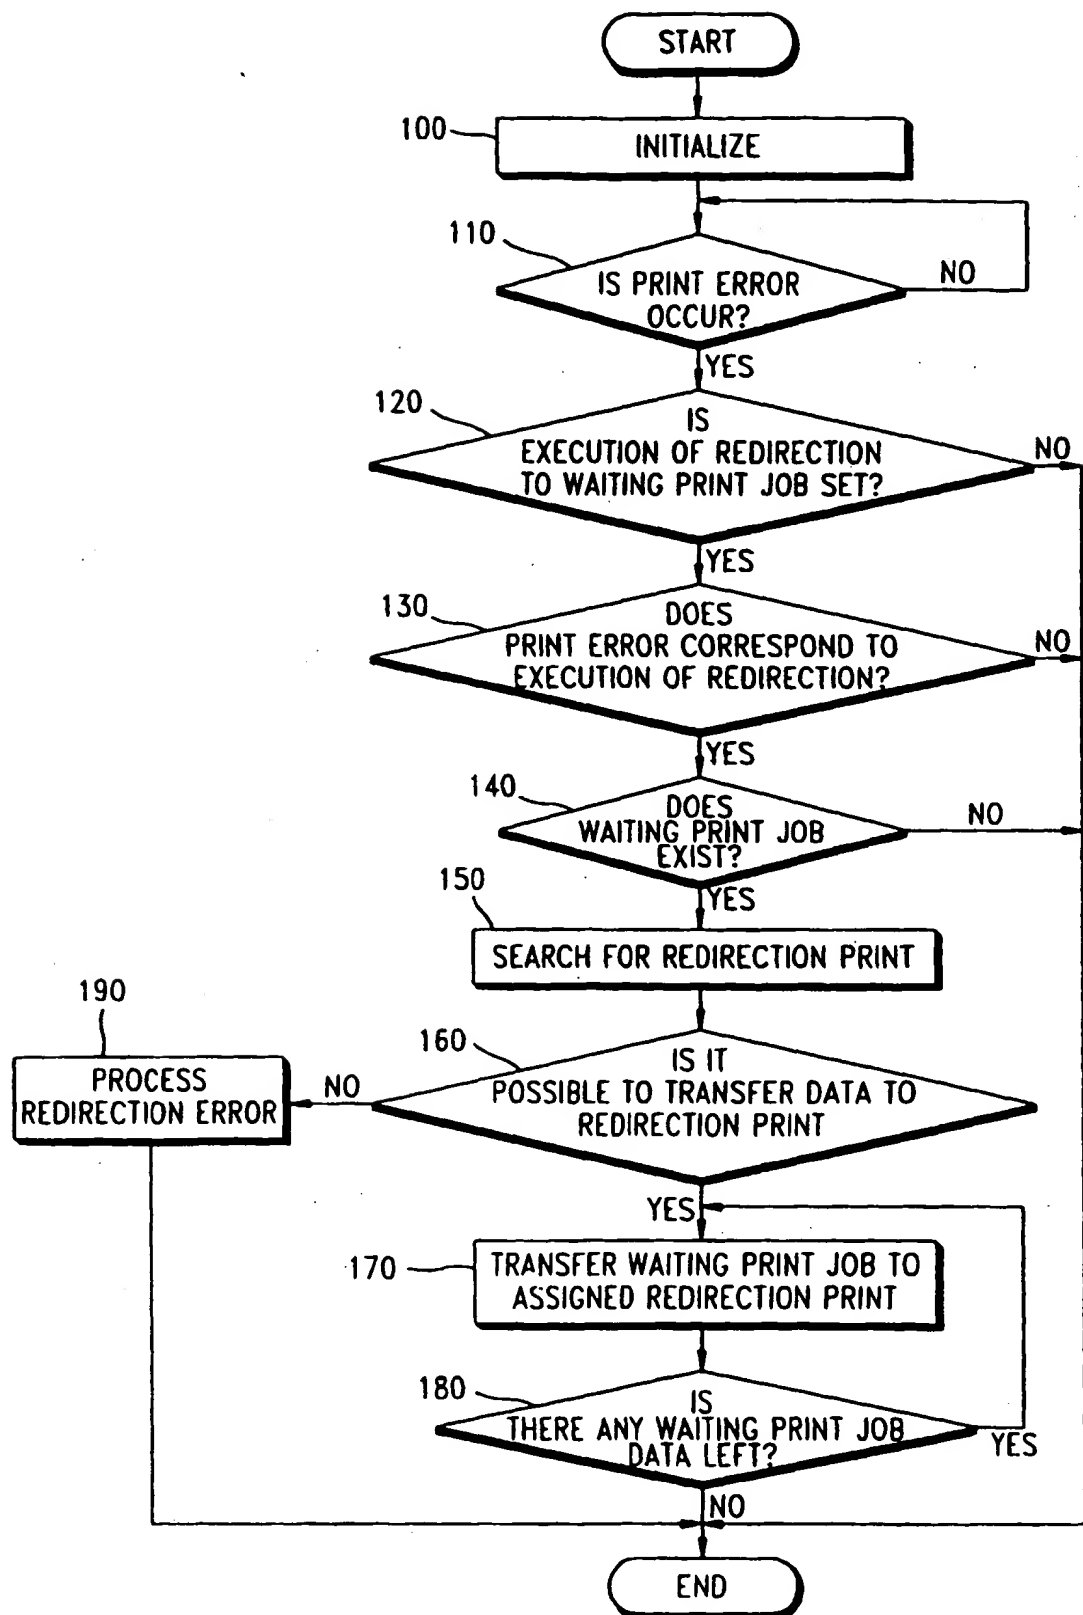 START
100
INITIALIZE
110
IS PRINT ERROR
OCCUR?
NO
YES
120
IS
EXECUTION OF REDIRECTION
TO WAITING PRINT JOB SET?
NO
YES
130
DOES
PRINT ERROR CORRESPOND TO
EXECUTION OF REDIRECTION?
NO
YES
140
DOES
WAITING PRINT JOB
EXIST?
NO
YES
150
SEARCH FOR REDIRECTION PRINT
190
PROCESS
REDIRECTION ERROR
NO
160
IS IT
POSSIBLE TO TRANSFER DATA TO
REDIRECTION PRINT
YES
170
TRANSFER WAITING PRINT JOB TO
ASSIGNED REDIRECTION PRINT
180
IS
THERE ANY WAITING PRINT JOB
DATA LEFT?
YES
NO
END